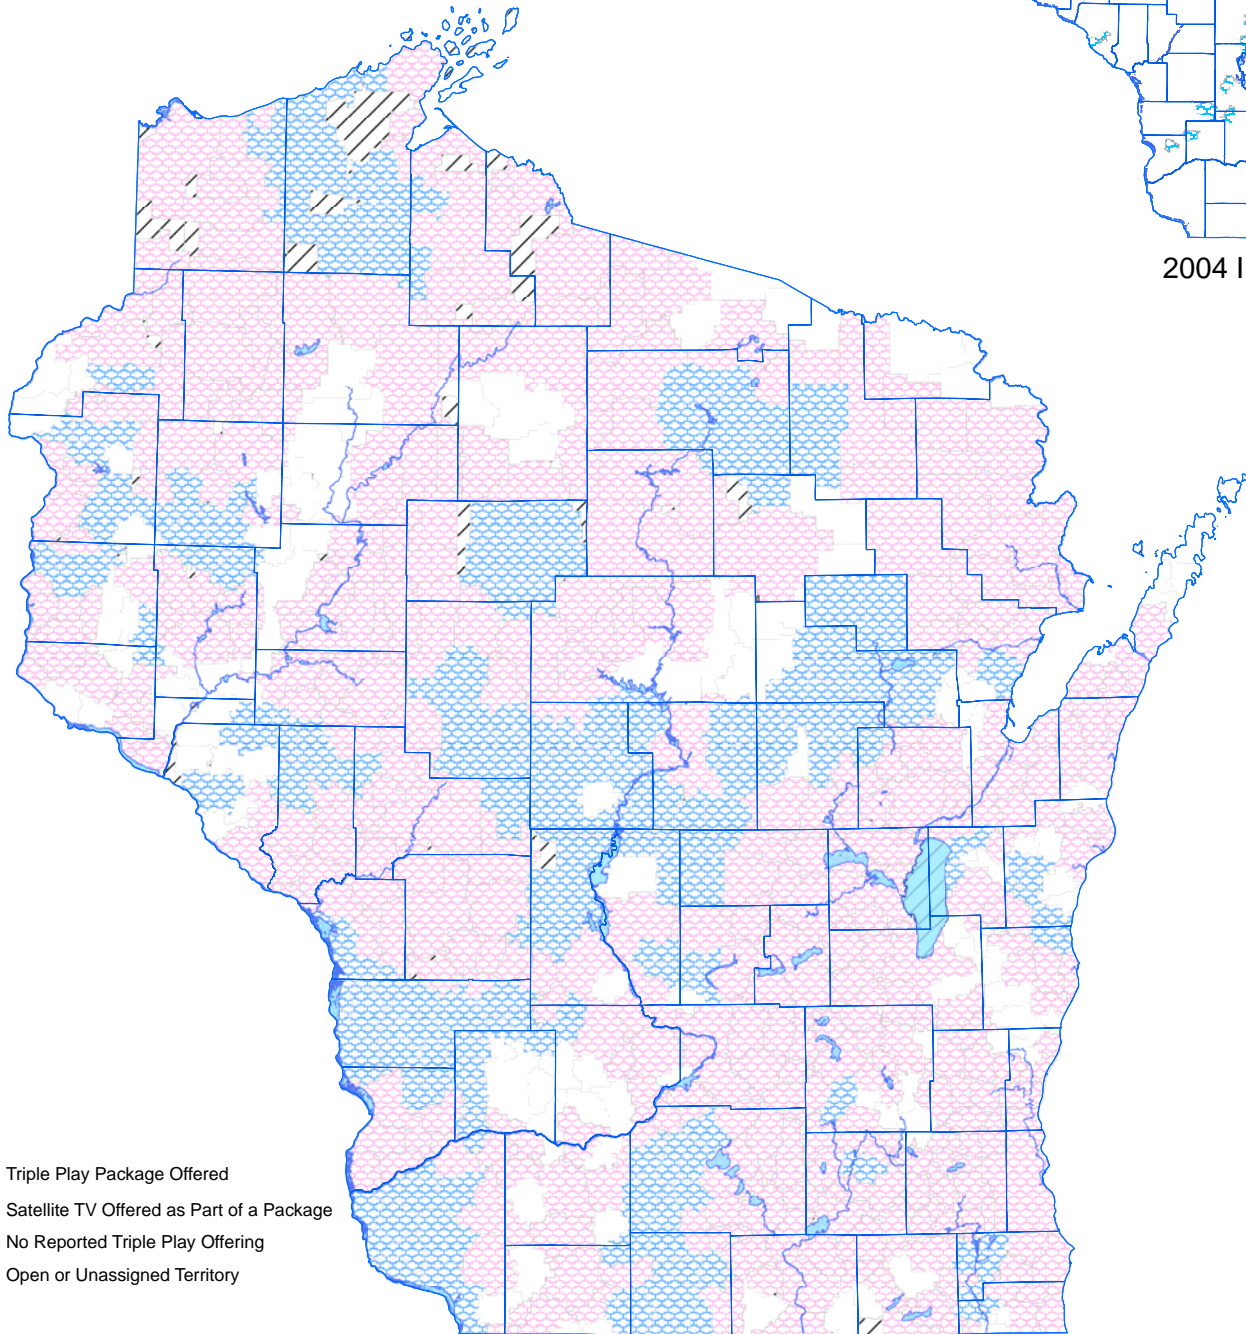 2004 I
Triple Play Package Offered
Satellite TV Offered as Part of a Package
No Reported Triple Play Offering
Open or Unassigned Territory